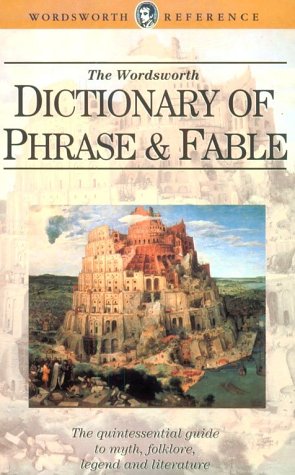 WORDSWORTH REFERENCE
The Wordsworth
DICTIONARY OF
PHRASE & FABLE
The quintessential guide
to myth, folklore,
legend and literature